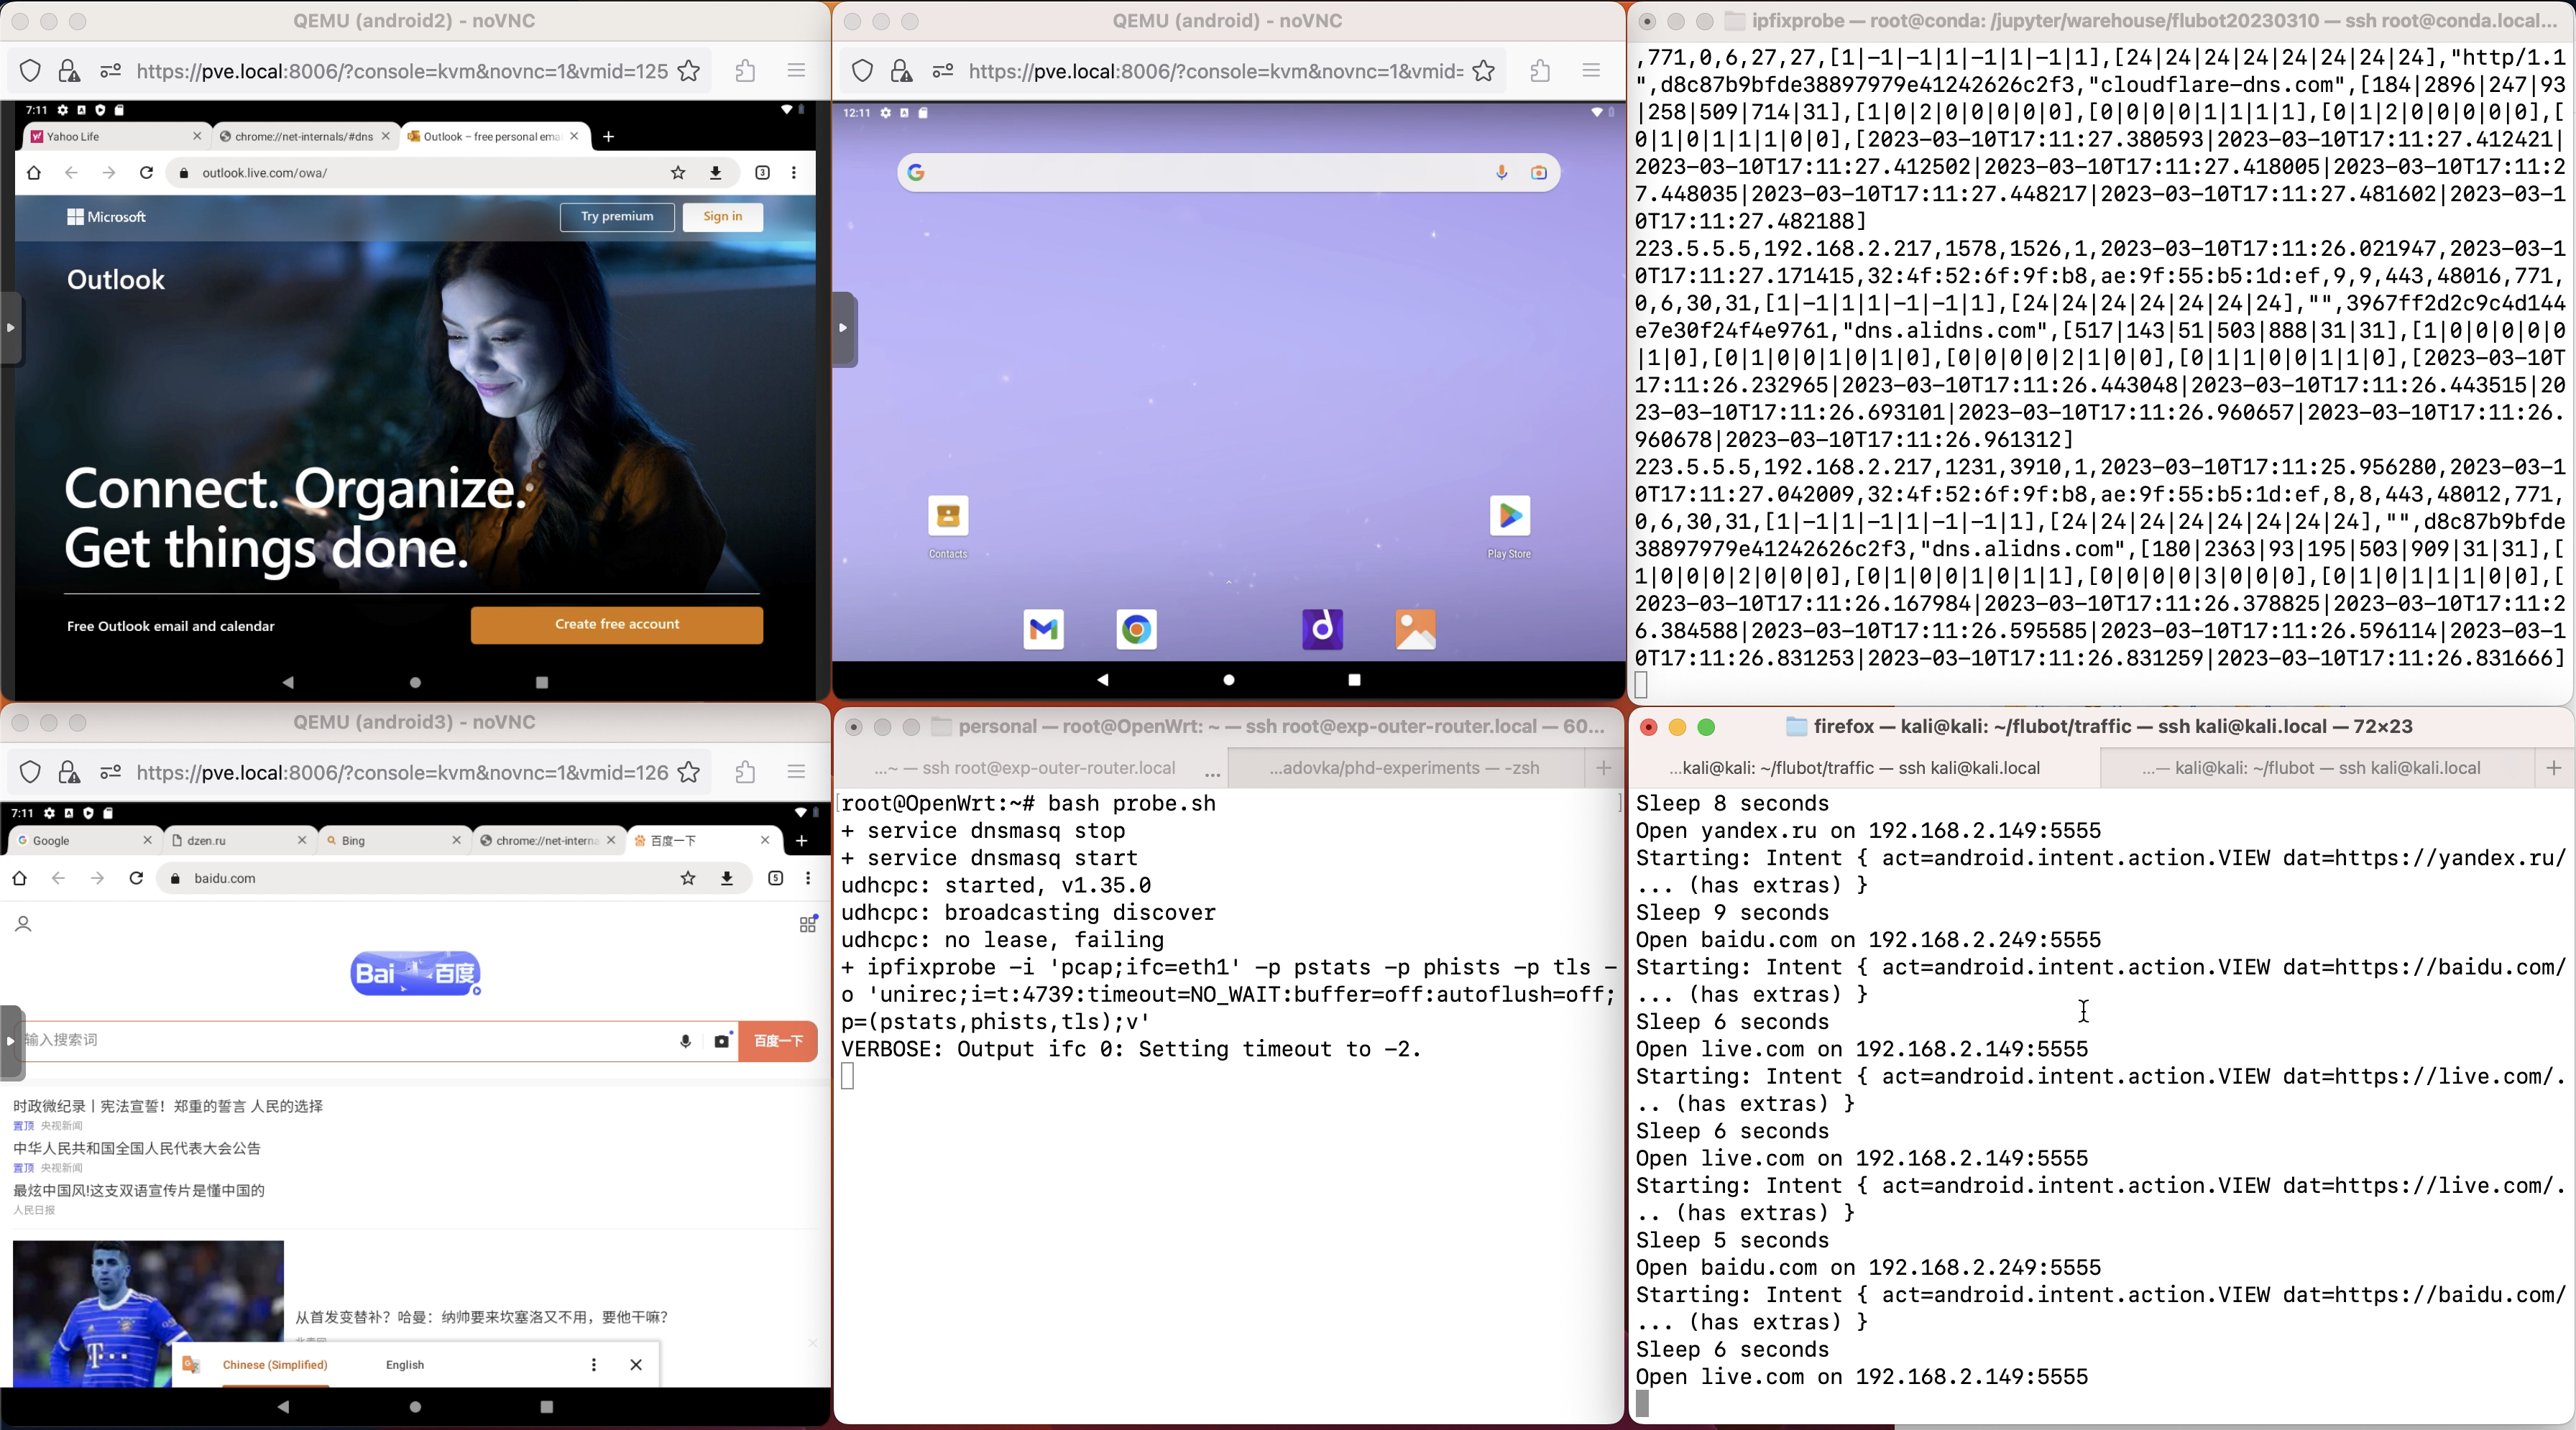 QEMU (android2) - noVNC
https://pve.local:8006/?console=kvm&novnc=1&vmid=125
7:11
Yahoo Life
chrome://net-internals/#dns
Outlook – free personal ema
outlook.live.com/owa/
3
Microsoft
Try premium
Sign in
Outlook
Connect. Organize.
Get things done.
Free Outlook email and calendar
Create free account
QEMU (android) - noVNC
https://pve.local:8006/?console=kvm&novnc=1&vmid=
12:11
Contacts
Play Store
ipfixprobe — root@conda: /jupyter/warehouse/flubot20230310 — ssh root@conda.local...
,771,0,6,27,27,[1|-1|-1|1|-1|1|-1|1],[24|24|24|24|24|24|24|24],"http/1.1
",d8c87b9bfde38897979e41242626c2f3,"cloudflare-dns.com",[184|2896|247|93
|258|509|714|31],[1|0|2|0|0|0|0|0],[0|0|0|0|1|1|1|1],[0|1|2|0|0|0|0|0],[
0|1|0|1|1|1|0|0],[2023-03-10T17:11:27.380593|2023-03-10T17:11:27.412421|
2023-03-10T17:11:27.412502|2023-03-10T17:11:27.418005|2023-03-10T17:11:2
7.448035|2023-03-10T17:11:27.448217|2023-03-10T17:11:27.481602|2023-03-1
0T17:11:27.482188]
223.5.5.5,192.168.2.217,1578,1526,1,2023-03-10T17:11:26.021947,2023-03-1
0T17:11:27.171415,32:4f:52:6f:9f:b8,ae:9f:55:b5:1d:ef,9,9,443,48016,771,
0,6,30,31,[1|-1|1|1|-1|-1|1],[24|24|24|24|24|24|24],"",3967ff2d2c9c4d144
e7e30f24f4e9761,"dns.alidns.com",[517|143|51|503|888|31|31],[1|0|0|0|0|0
|1|0],[0|1|0|0|1|0|1|0],[0|0|0|0|2|1|0|0],[0|1|1|0|0|1|1|0],[2023-03-10T
17:11:26.232965|2023-03-10T17:11:26.443048|2023-03-10T17:11:26.443515|20
23-03-10T17:11:26.693101|2023-03-10T17:11:26.960657|2023-03-10T17:11:26.
960678|2023-03-10T17:11:26.961312]
223.5.5.5,192.168.2.217,1231,3910,1,2023-03-10T17:11:25.956280,2023-03-1
0T17:11:27.042009,32:4f:52:6f:9f:b8,ae:9f:55:b5:1d:ef,8,8,443,48012,771,
0,6,30,31,[1|-1|1|-1|1|-1|-1|1],[24|24|24|24|24|24|24|24],"",d8c87b9bfde
38897979e41242626c2f3,"dns.alidns.com",[180|2363|93|195|503|909|31|31],[
1|0|0|0|2|0|0|0],[0|1|0|0|1|0|1|1],[0|0|0|0|3|0|0|0],[0|1|0|1|1|1|0|0],[
2023-03-10T17:11:26.167984|2023-03-10T17:11:26.378825|2023-03-10T17:11:2
6.384588|2023-03-10T17:11:26.595585|2023-03-10T17:11:26.596114|2023-03-1
0T17:11:26.831253|2023-03-10T17:11:26.831259|2023-03-10T17:11:26.831666]
QEMU (android3) - noVNC
https://pve.local:8006/?console=kvm&novnc=1&vmid=126
7:11
Google
dzen.ru
Bing
chrome://net-interna
百度一下
baidu.com
5
Bai 百度
输入搜索词
百度一下
时政微纪录丨宪法宣誓！郑重的誓言 人民的选择
置顶 央视新闻
中华人民共和国全国人民代表大会公告
置顶 央视新闻
最炫中国风!这支双语宣传片是懂中国的
人民日报
从首发变替补？哈曼：纳帅要来坎塞洛又不用，要他干嘛？
Chinese (Simplified)
English
personal — root@OpenWrt: ~ — ssh root@exp-outer-router.local — 60...
...~ — ssh root@exp-outer-router.local ...
...adovka/phd-experiments — -zsh
[root@OpenWrt:~# bash probe.sh ]
+ service dnsmasq stop
+ service dnsmasq start
udhcpc: started, v1.35.0
udhcpc: broadcasting discover
udhcpc: no lease, failing
+ ipfixprobe -i 'pcap;ifc=eth1' -p pstats -p phists -p tls -
o 'unirec;i=t:4739:timeout=NO_WAIT:buffer=off:autoflush=off;
p=(pstats,phists,tls);v'
VERBOSE: Output ifc 0: Setting timeout to -2.
firefox — kali@kali: ~/flubot/traffic — ssh kali@kali.local — 72×23
...kali@kali: ~/flubot/traffic — ssh kali@kali.local
...— kali@kali: ~/flubot — ssh kali@kali.local
Sleep 8 seconds
Open yandex.ru on 192.168.2.149:5555
Starting: Intent { act=android.intent.action.VIEW dat=https://yandex.ru/
... (has extras) }
Sleep 9 seconds
Open baidu.com on 192.168.2.249:5555
Starting: Intent { act=android.intent.action.VIEW dat=https://baidu.com/
... (has extras) }
Sleep 6 seconds
Open live.com on 192.168.2.149:5555
Starting: Intent { act=android.intent.action.VIEW dat=https://live.com/.
.. (has extras) }
Sleep 6 seconds
Open live.com on 192.168.2.149:5555
Starting: Intent { act=android.intent.action.VIEW dat=https://live.com/.
.. (has extras) }
Sleep 5 seconds
Open baidu.com on 192.168.2.249:5555
Starting: Intent { act=android.intent.action.VIEW dat=https://baidu.com/
... (has extras) }
Sleep 6 seconds
Open live.com on 192.168.2.149:5555